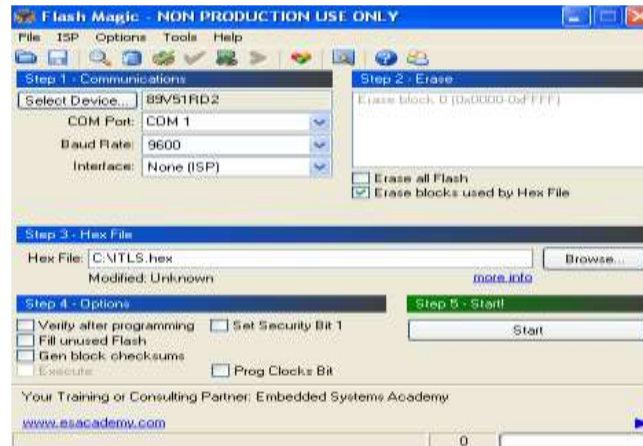 Flash Magic - NON PRODUCTION USE ONLY
File ISP Options Tools Help
Step 1 - Communications
Select Device... 89V51RD2
COM Port: COM 1
Baud Rate: 9600
Interface: None (ISP)
Step 2 - Erase
Erase block 0 (0x0000-0xFFFF)
Erase all Flash
Erase blocks used by Hex File
Step 3 - Hex File
Hex File: C:\ITLS.hex Browse...
Modified: Unknown more info
Step 4 - Options
Verify after programming Set Security Bit 1
Fill unused Flash
Gen block checksums
Execute Prog Clocks Bit
Step 5 - Start!
Start
Your Training or Consulting Partner: Embedded Systems Academy
www.esacademy.com
0